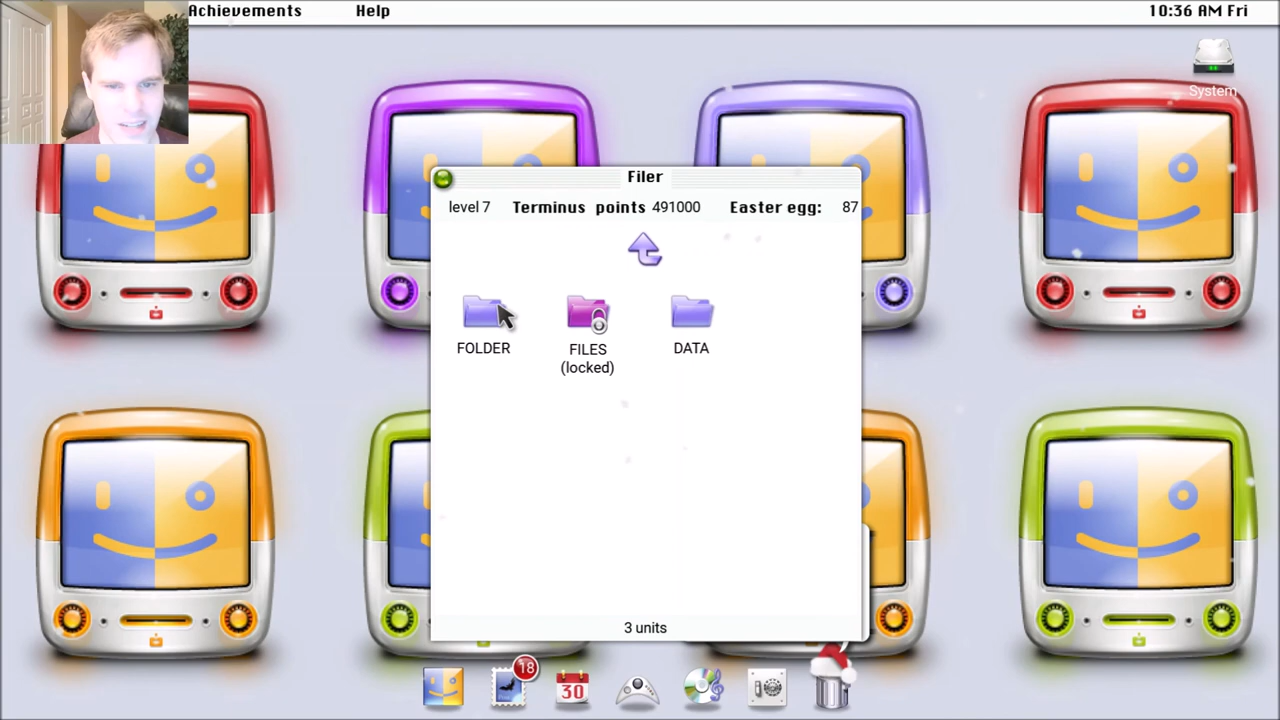 Achievements Help 10:36 AM Fri
System
Filer
level 7 Terminus points 491000 Easter egg: 87
FOLDER FILES DATA
(locked)
3 units
18
30